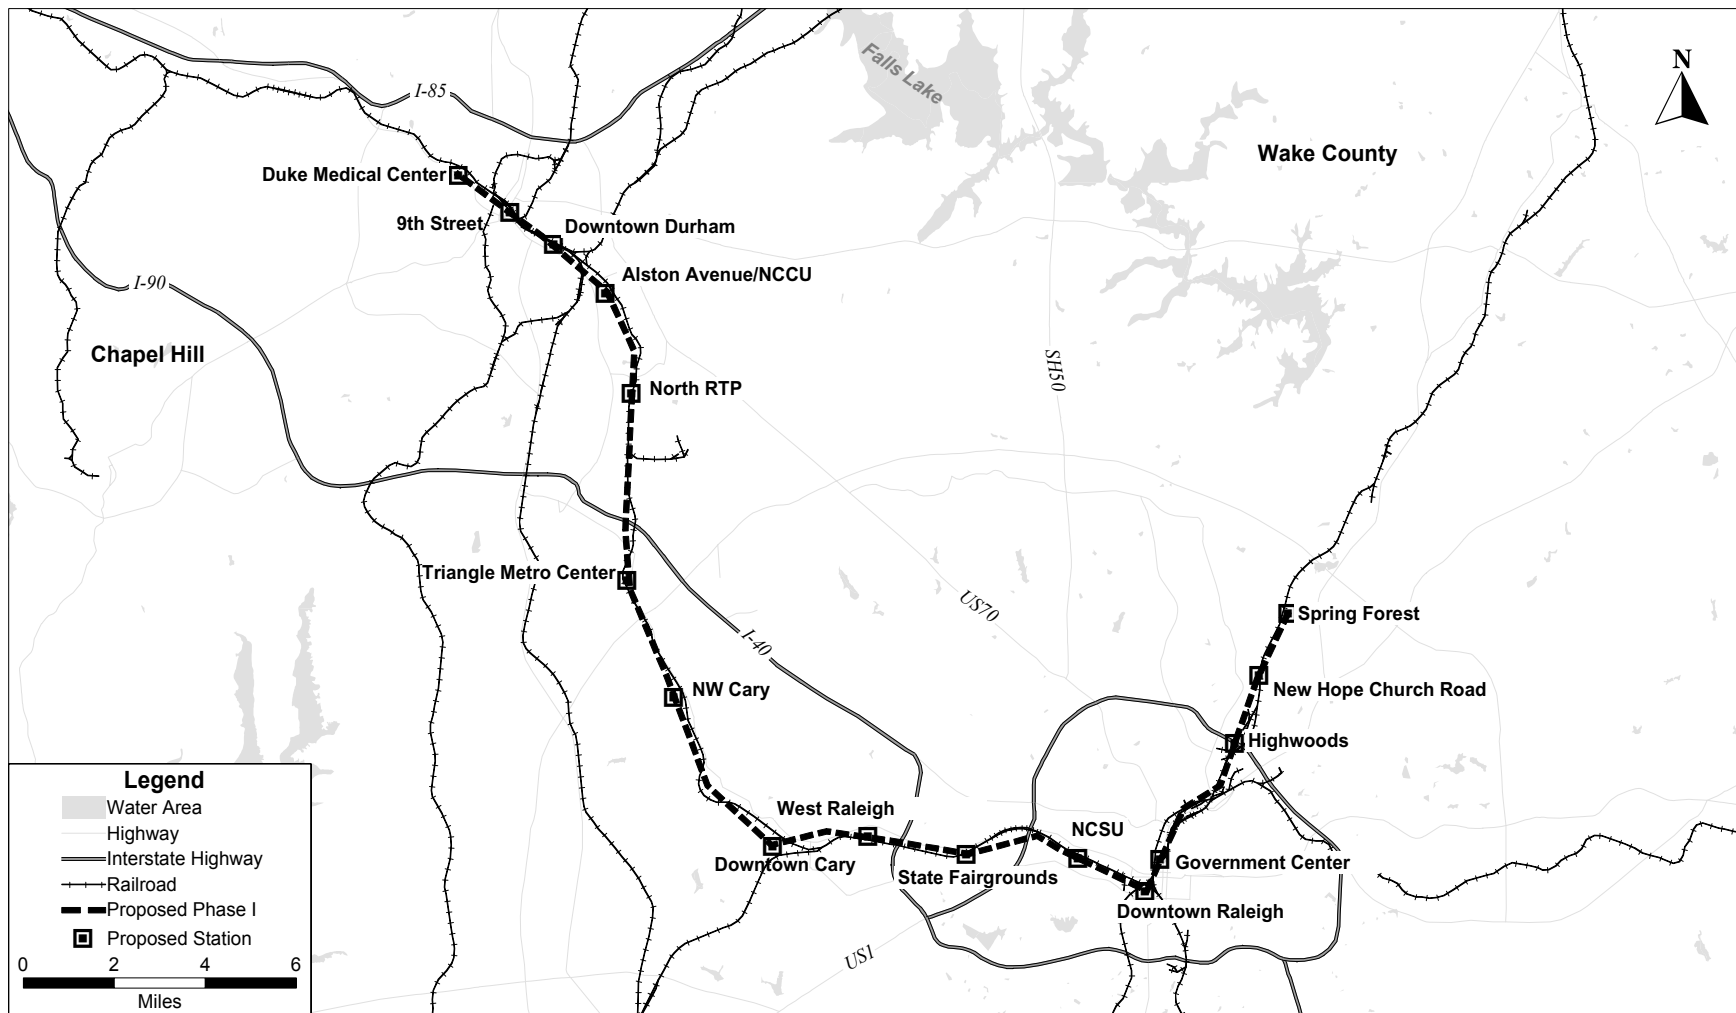 Falls Lake
N
I-85
Wake County
Duke Medical Center
9th Street
Downtown Durham
Alston Avenue/NCCU
I-90
Chapel Hill
SH50
North RTP
Triangle Metro Center
US70
Spring Forest
I-40
NW Cary
New Hope Church Road
Highwoods
West Raleigh
NCSU
Downtown Cary
State Fairgrounds
Government Center
Downtown Raleigh
US1
Legend
Water Area
Highway
Interstate Highway
Railroad
Proposed Phase I
Proposed Station
0 2 4 6
Miles